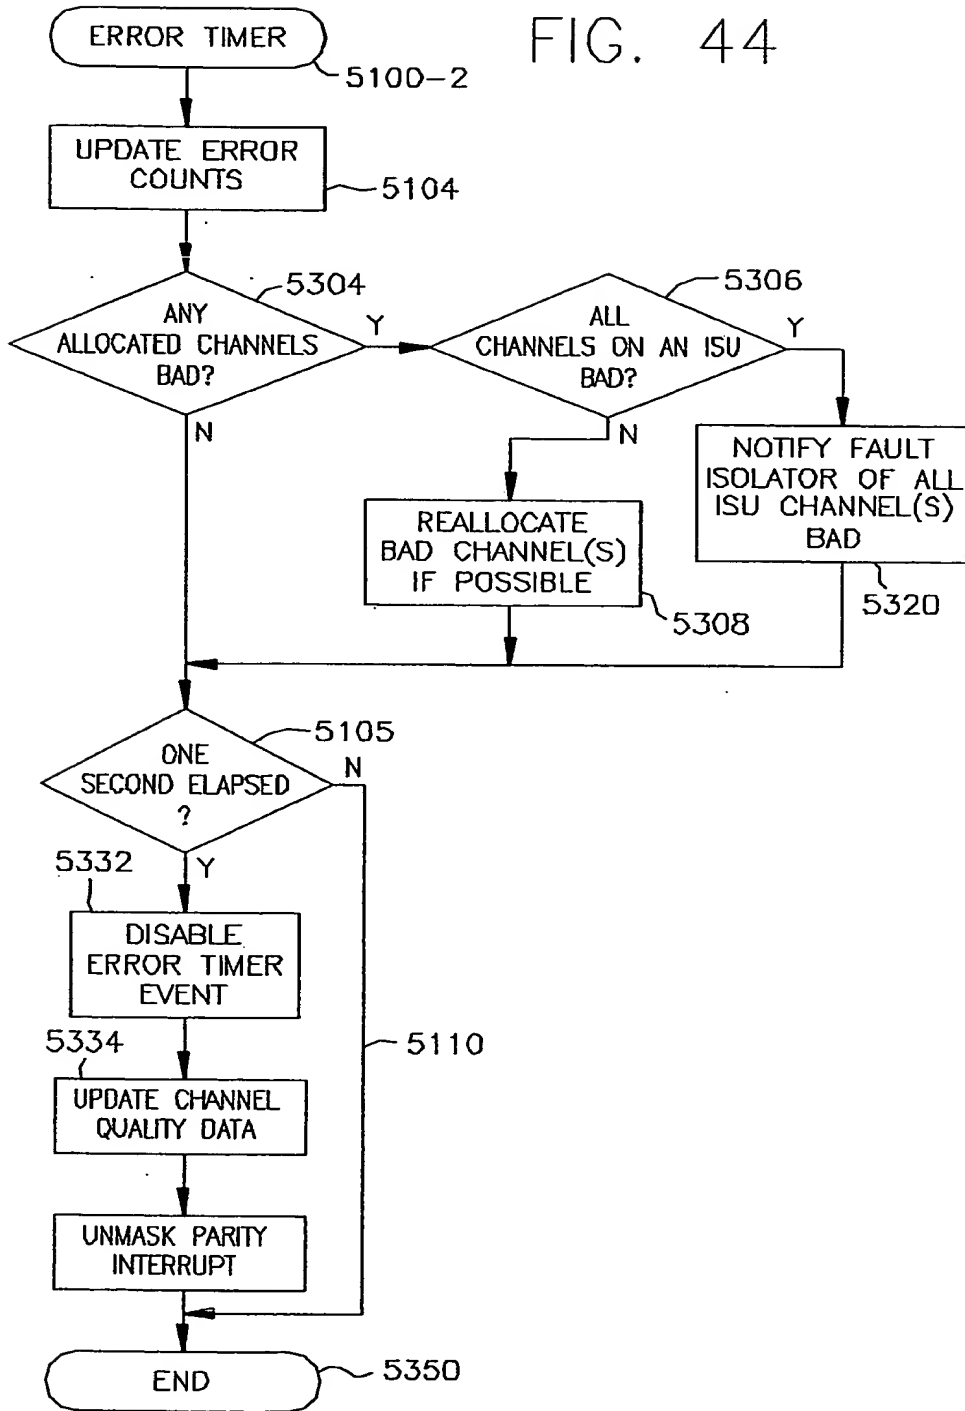 FIG. 44
ERROR TIMER
5100-2
UPDATE ERROR
COUNTS
5104
5304
ANY
ALLOCATED CHANNELS
BAD?
Y
N
5306
ALL
CHANNELS ON AN ISU
BAD?
Y
N
NOTIFY FAULT
ISOLATOR OF ALL
ISU CHANNEL(S)
BAD
5320
REALLOCATE
BAD CHANNEL(S)
IF POSSIBLE
5308
5105
ONE
SECOND ELAPSED
?
N
Y
5332
DISABLE
ERROR TIMER
EVENT
5110
5334
UPDATE CHANNEL
QUALITY DATA
UNMASK PARITY
INTERRUPT
END
5350